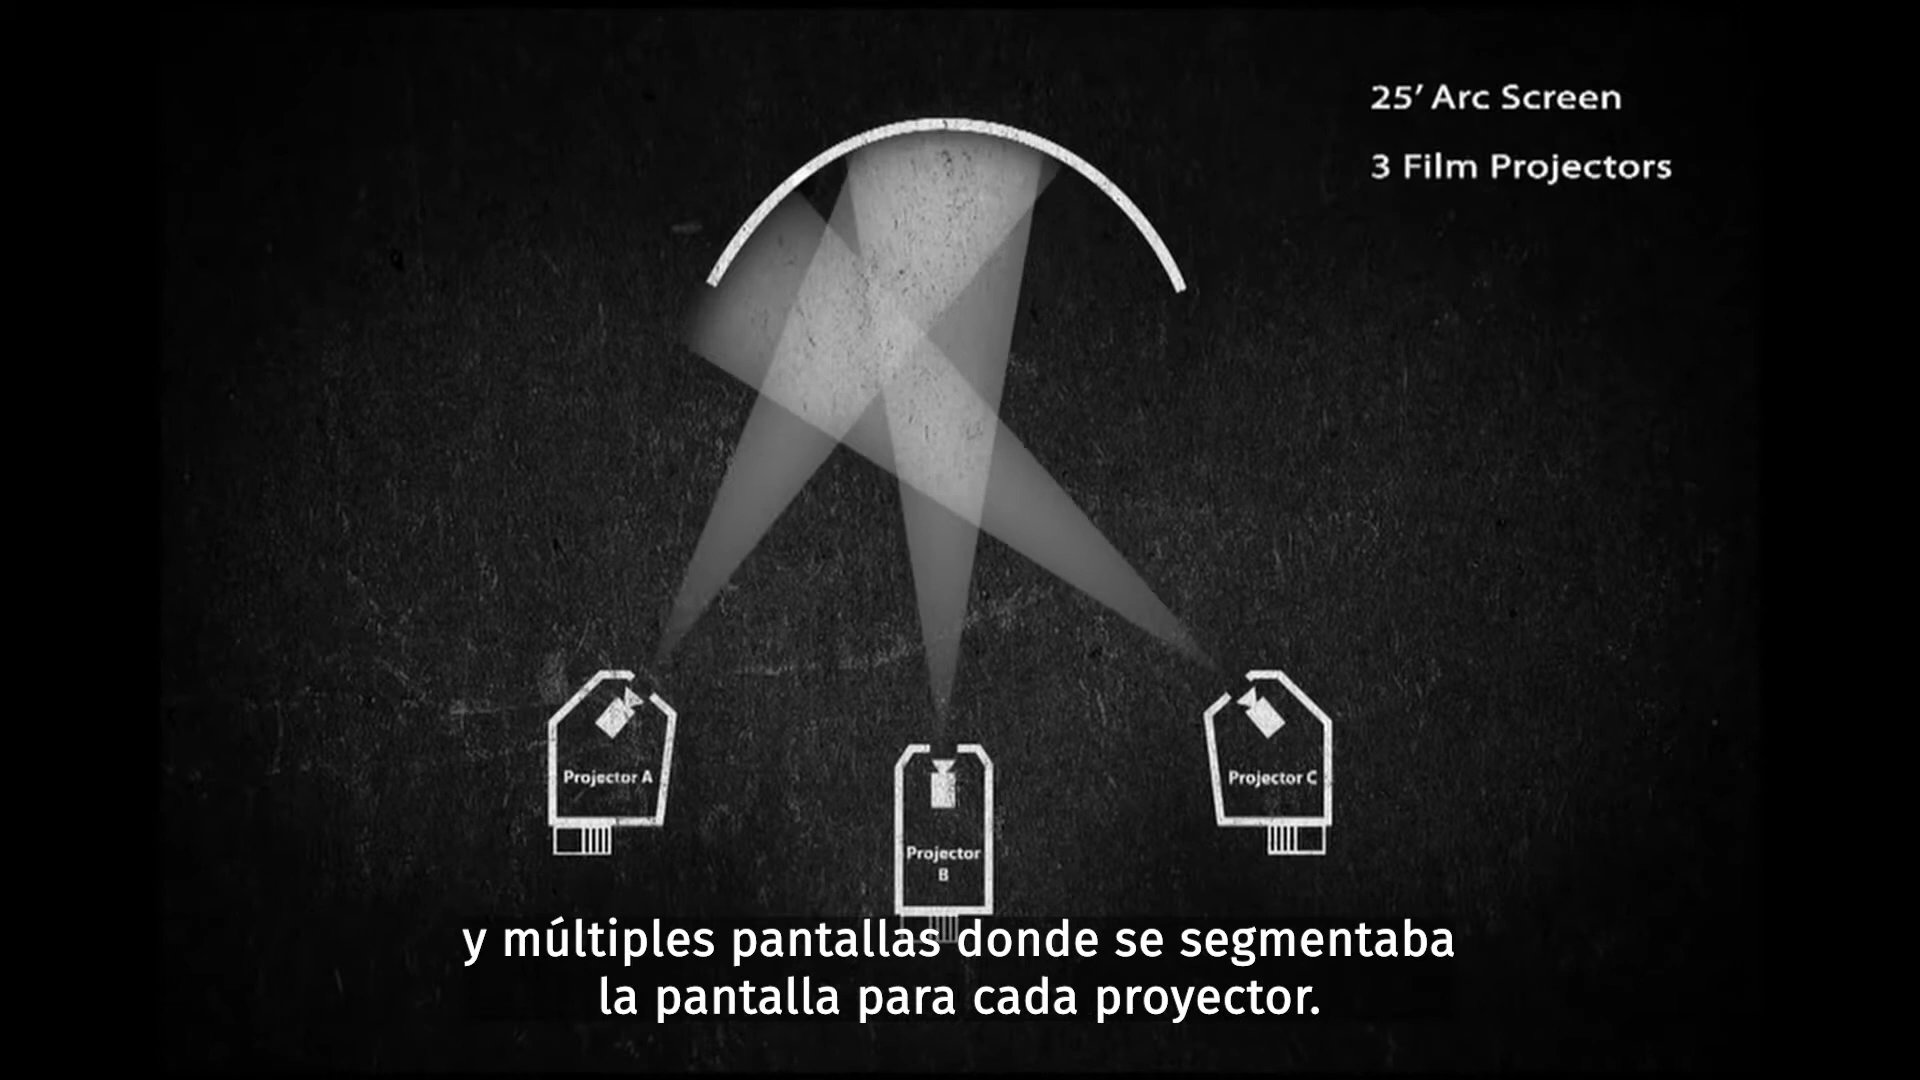 25’ Arc Screen
3 Film Projectors
Projector A
Projector C
Projector
B
y múltiples pantallas donde se segmentaba
la pantalla para cada proyector.